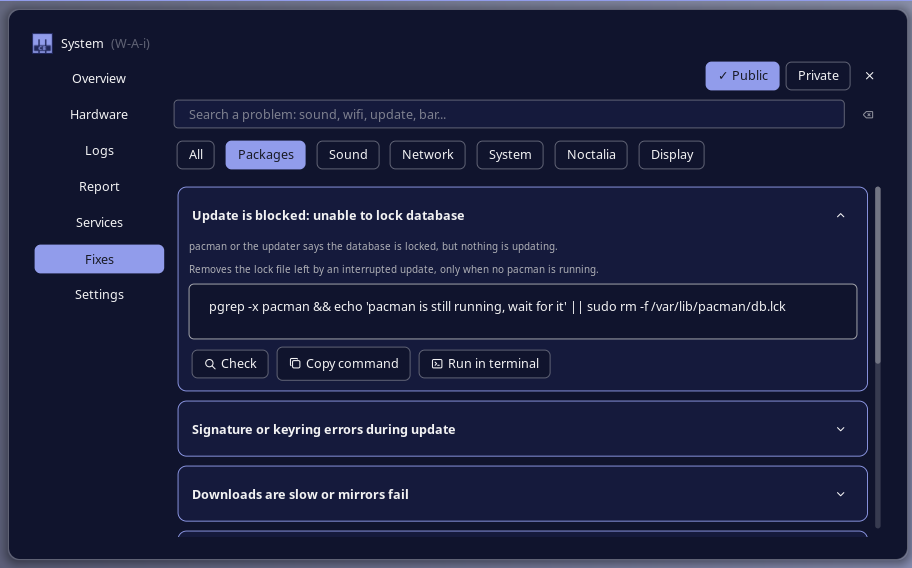 System (W-A-i)
Overview
Hardware
Logs
Report
Services
Fixes
Settings
✓ Public
Private
×
Search a problem: sound, wifi, update, bar...
All
Packages
Sound
Network
System
Noctalia
Display
Update is blocked: unable to lock database
pacman or the updater says the database is locked, but nothing is updating.
Removes the lock file left by an interrupted update, only when no pacman is running.
pgrep -x pacman && echo 'pacman is still running, wait for it' || sudo rm -f /var/lib/pacman/db.lck
Check
Copy command
Run in terminal
Signature or keyring errors during update
Downloads are slow or mirrors fail